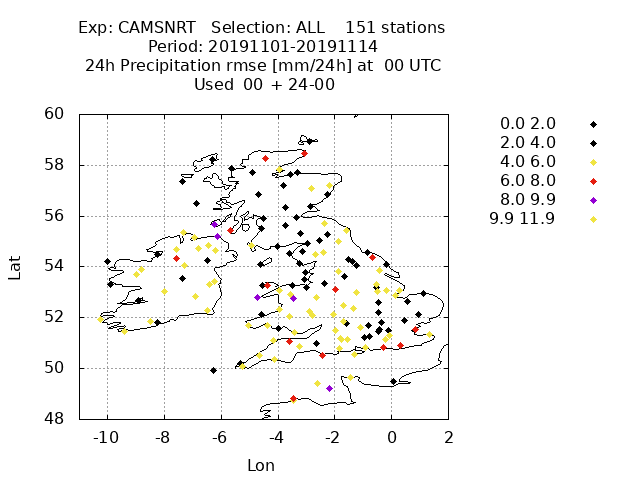 Exp: CAMSNRT Selection: ALL 151 stations
Period: 20191101-20191114
24h Precipitation rmse [mm/24h] at 00 UTC
Used 00 + 24-00
60
58
56
54
52
50
48
Lat
-10 -8 -6 -4 -2 0 2
Lon
0.0 2.0
2.0 4.0
4.0 6.0
6.0 8.0
8.0 9.9
9.9 11.9